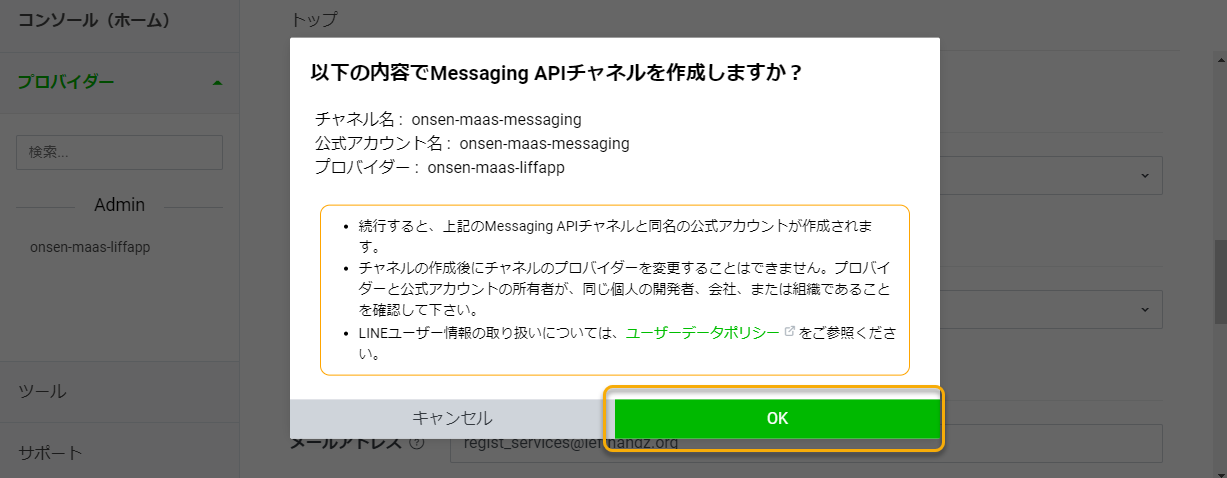 コンソール（ホーム）
トップ
プロバイダー
検索...
Admin
onsen-maas-liffapp
ツール
サポート
以下の内容でMessaging APIチャネルを作成しますか？
チャネル名： onsen-maas-messaging
公式アカウント名： onsen-maas-messaging
プロバイダー： onsen-maas-liffapp
• 続行すると、上記のMessaging APIチャネルと同名の公式アカウントが作成されま
す。
• チャネルの作成後にチャネルのプロバイダーを変更することはできません。プロバイ
ダーと公式アカウントの所有者が、同じ個人の開発者、会社、または組織であること
を確認して下さい。
• LINEユーザー情報の取り扱いについては、ユーザーデータポリシー をご参照くださ
い。
キャンセル
OK
メールアドレス
regist_services@lefthandz.org